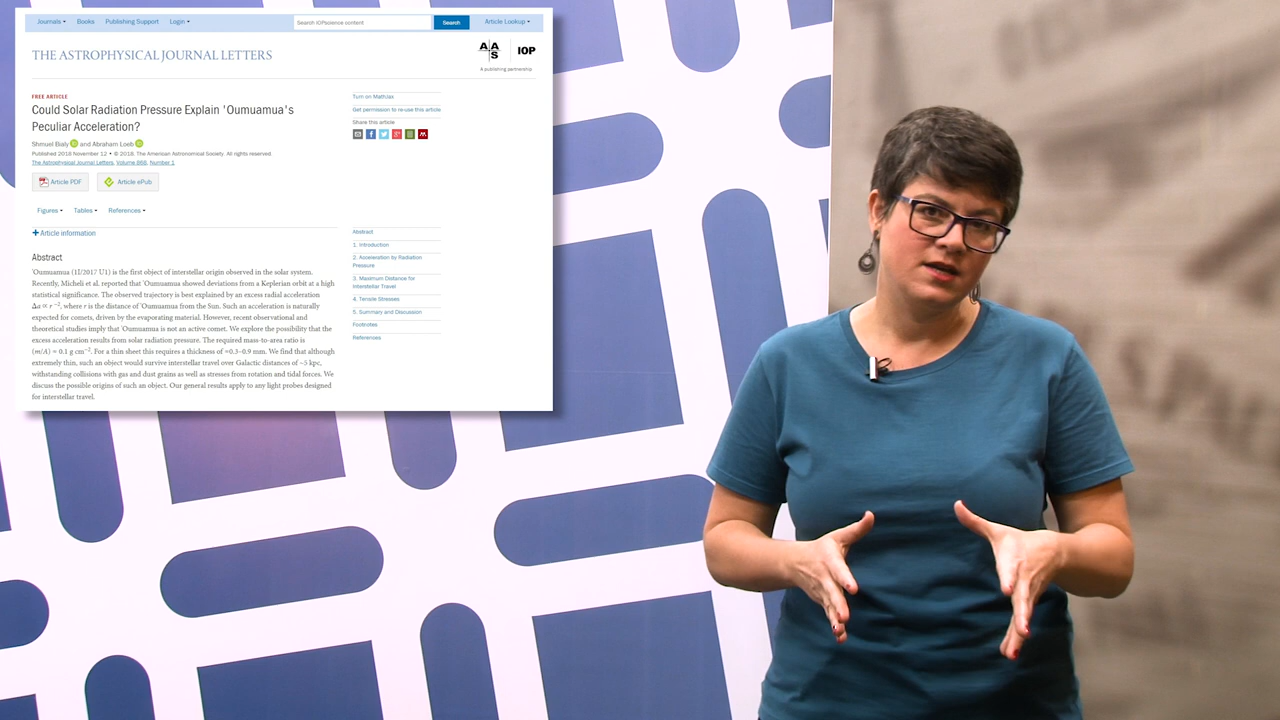 Journals Books Publishing Support Login Search IOPscience content Search Article Lookup
THE ASTROPHYSICAL JOURNAL LETTERS
AAS IOP
A publishing partnership
FREE ARTICLE
Could Solar Radiation Pressure Explain 'Oumuamua's
Peculiar Acceleration?
Shmuel Bialy iD and Abraham Loeb iD
Published 2018 November 12 • © 2018. The American Astronomical Society. All rights reserved.
The Astrophysical Journal Letters, Volume 868, Number 1
Article PDF Article ePub
Figures Tables References
+ Article information
Abstract
'Oumuamua (1I/2017 U1) is the first object of interstellar origin observed in the solar system.
Recently, Micheli et al. reported that 'Oumuamua showed deviations from a Keplerian orbit at a high
statistical significance. The observed trajectory is best explained by an excess radial acceleration
Δa ∝ r⁻², where r is the distance of 'Oumuamua from the Sun. Such an acceleration is naturally
expected for comets, driven by the evaporating material. However, recent observational and
theoretical studies imply that 'Oumuamua is not an active comet. We explore the possibility that the
excess acceleration results from solar radiation pressure. The required mass-to-area ratio is
(m/A) ≈ 0.1 g cm⁻². For a thin sheet this requires a thickness of ≈0.3–0.9 mm. We find that although
extremely thin, such an object would survive interstellar travel over Galactic distances of ~5 kpc,
withstanding collisions with gas and dust grains as well as stresses from rotation and tidal forces. We
discuss the possible origins of such an object. Our general results apply to any light probes designed
for interstellar travel.
Turn on MathJax
Get permission to re-use this article
Share this article
Abstract
1. Introduction
2. Acceleration by Radiation
Pressure
3. Maximum Distance for
Interstellar Travel
4. Tensile Stresses
5. Summary and Discussion
Footnotes
References